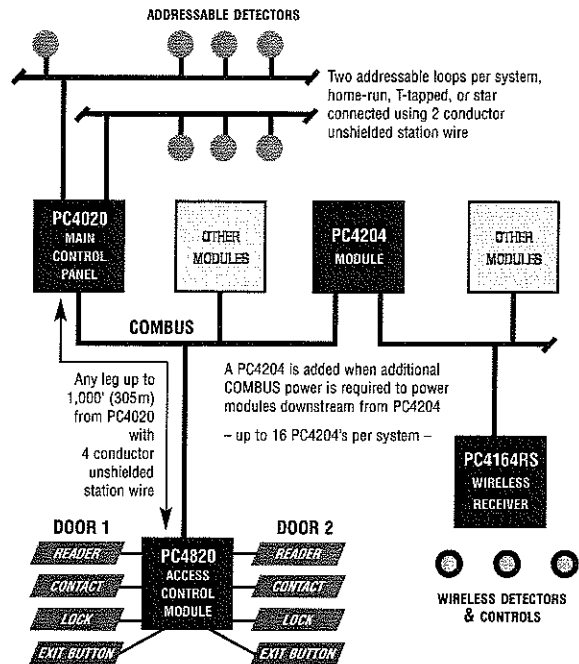 ADDRESSABLE DETECTORS
Two addressable loops per system,
home-run, T-tapped, or star
connected using 2 conductor
unshielded station wire
PC4020
MAIN
CONTROL
PANEL
OTHER
MODULES
PC4204
MODULE
OTHER
MODULES
COMBUS
Any leg up to
1,000' (305m)
from PC4020
with
4 conductor
unshielded
station wire
A PC4204 is added when additional
COMBUS power is required to power
modules downstream from PC4204
– up to 16 PC4204's per system –
PC4164RS
WIRELESS
RECEIVER
WIRELESS DETECTORS
& CONTROLS
DOOR 1
READER
CONTACT
LOCK
EXIT BUTTON
PC4820
ACCESS
CONTROL
MODULE
DOOR 2
READER
CONTACT
LOCK
EXIT BUTTON